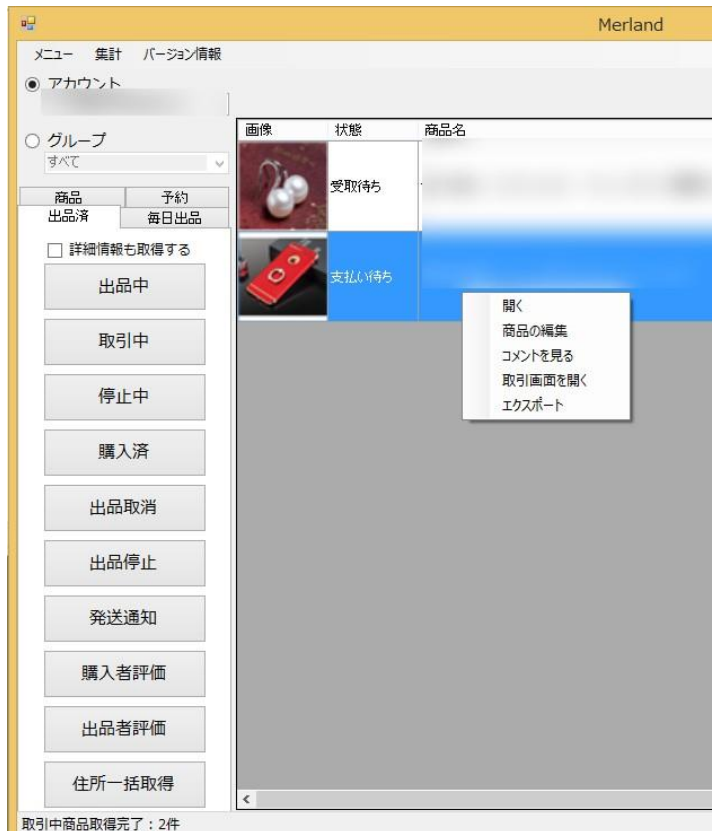 Merland
メニュー 集計 バージョン情報
アカウント
グループ
すべて
商品 予約
出品済 毎日出品
詳細情報も取得する
出品中
取引中
停止中
購入済
出品取消
出品停止
発送通知
購入者評価
出品者評価
住所一括取得
画像 状態 商品名
受取待ち
支払い待ち
開く
商品の編集
コメントを見る
取引画面を開く
エクスポート
取引中商品取得完了：2件